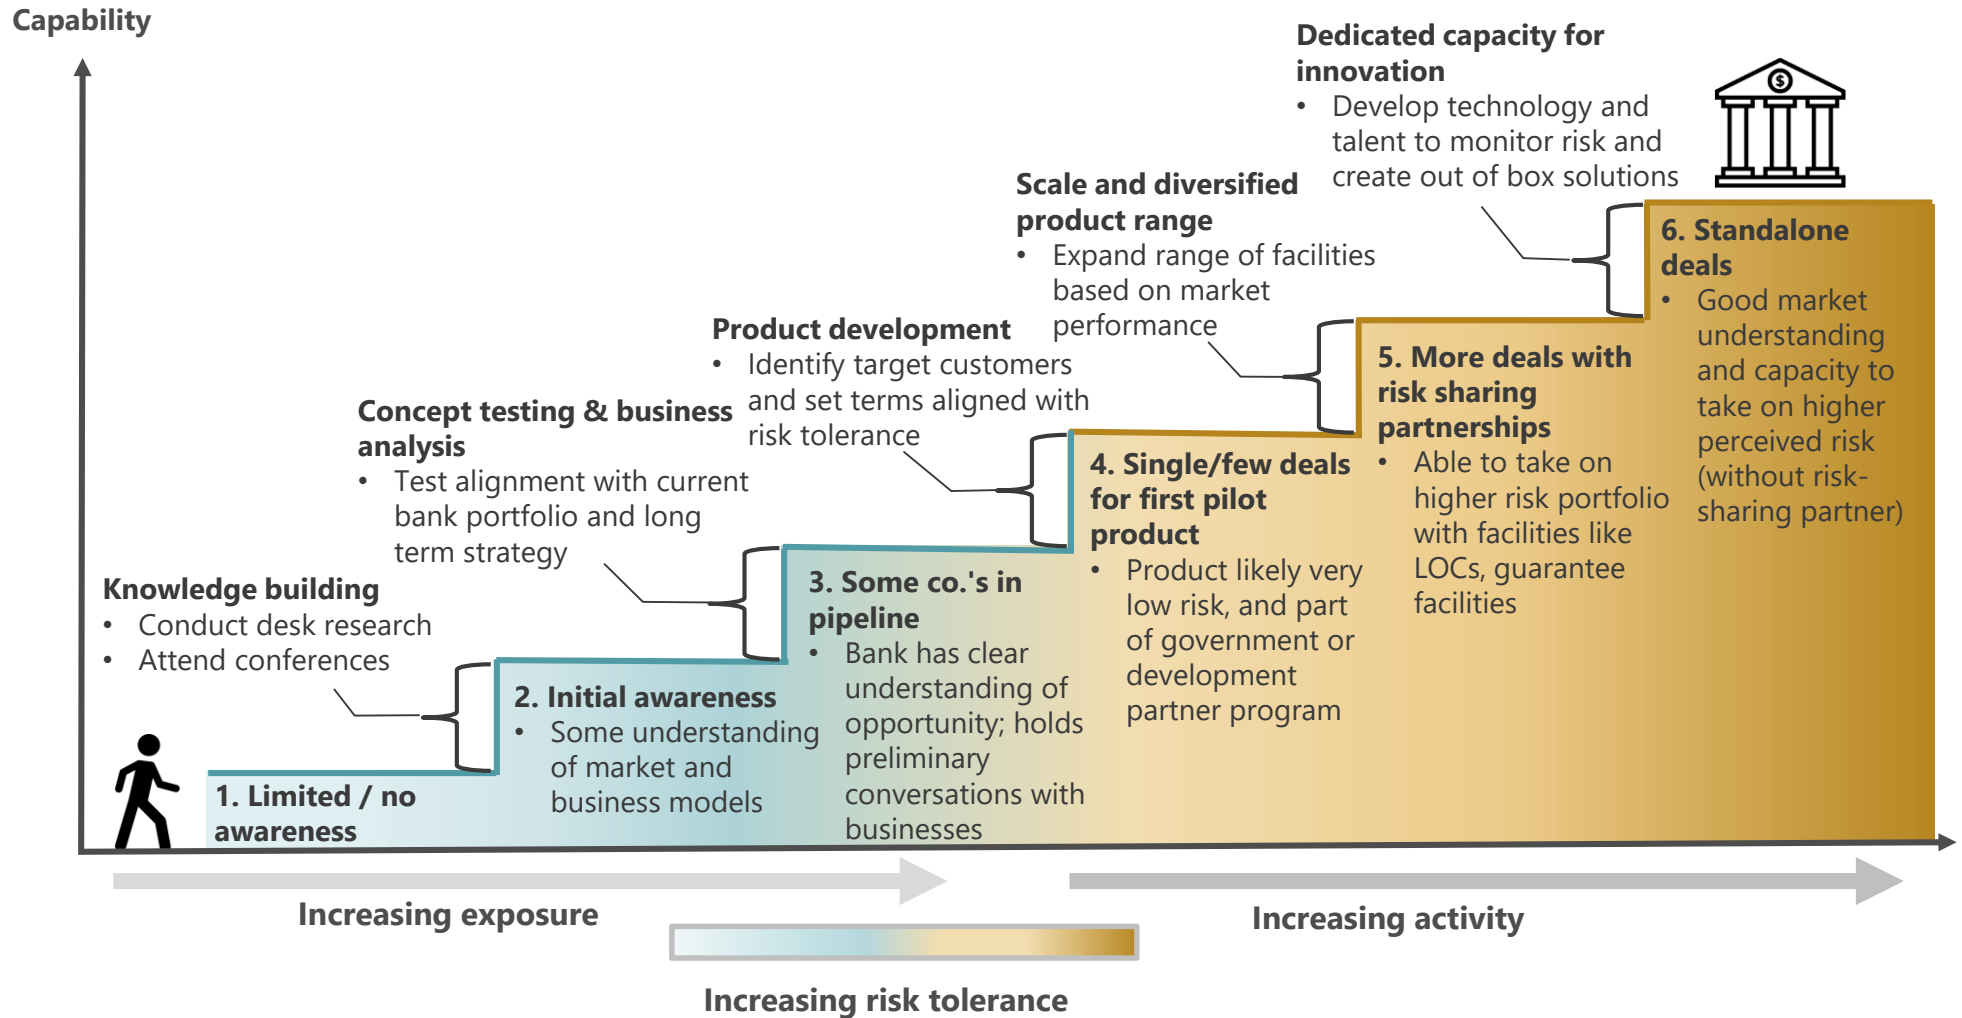 Capability
Dedicated capacity for
innovation
• Develop technology and
talent to monitor risk and
create out of box solutions
$
Scale and diversified
product range
• Expand range of facilities
based on market
performance
Product development
• Identify target customers
and set terms aligned with
risk tolerance
Concept testing & business
analysis
• Test alignment with current
bank portfolio and long
term strategy
Knowledge building
• Conduct desk research
• Attend conferences
1. Limited / no
awareness
2. Initial awareness
• Some understanding
of market and
business models
3. Some co.'s in
pipeline
• Bank has clear
understanding of
opportunity; holds
preliminary
conversations with
businesses
4. Single/few deals
for first pilot
product
• Product likely very
low risk, and part
of government or
development
partner program
5. More deals with
risk sharing
partnerships
• Able to take on
higher risk portfolio
with facilities like
LOCs, guarantee
facilities
6. Standalone
deals
• Good market
understanding
and capacity to
take on higher
perceived risk
(without risk-
sharing partner)
Increasing exposure
Increasing activity
Increasing risk tolerance